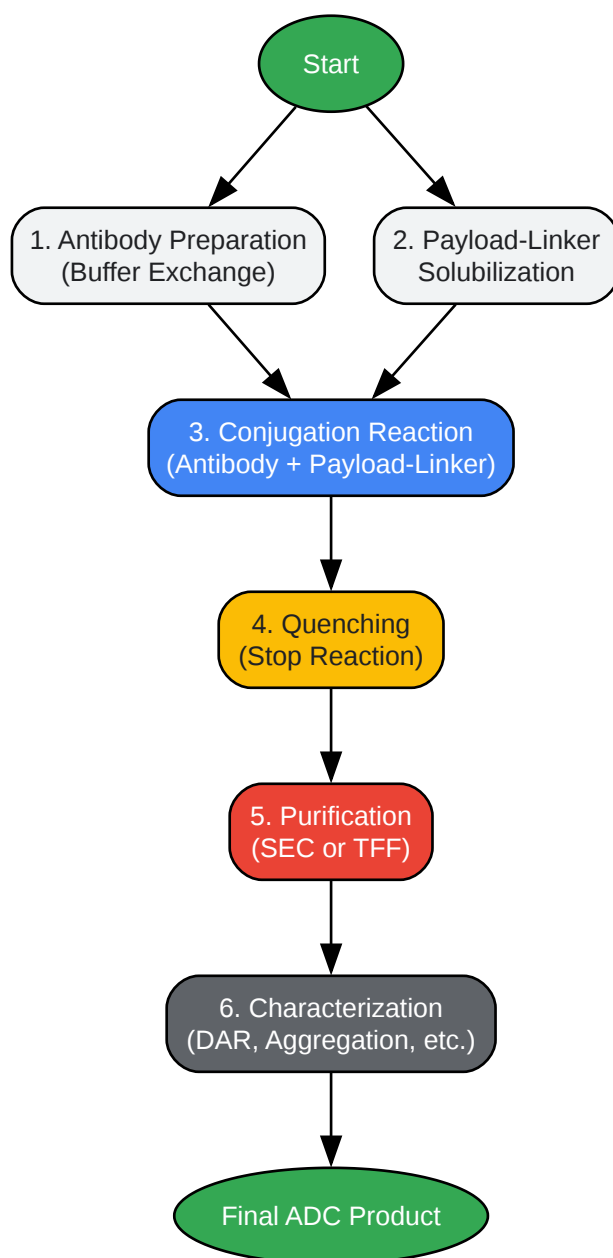 Start
1. Antibody Preparation
(Buffer Exchange)
2. Payload-Linker
Solubilization
3. Conjugation Reaction
(Antibody + Payload-Linker)
4. Quenching
(Stop Reaction)
5. Purification
(SEC or TFF)
6. Characterization
(DAR, Aggregation, etc.)
Final ADC Product